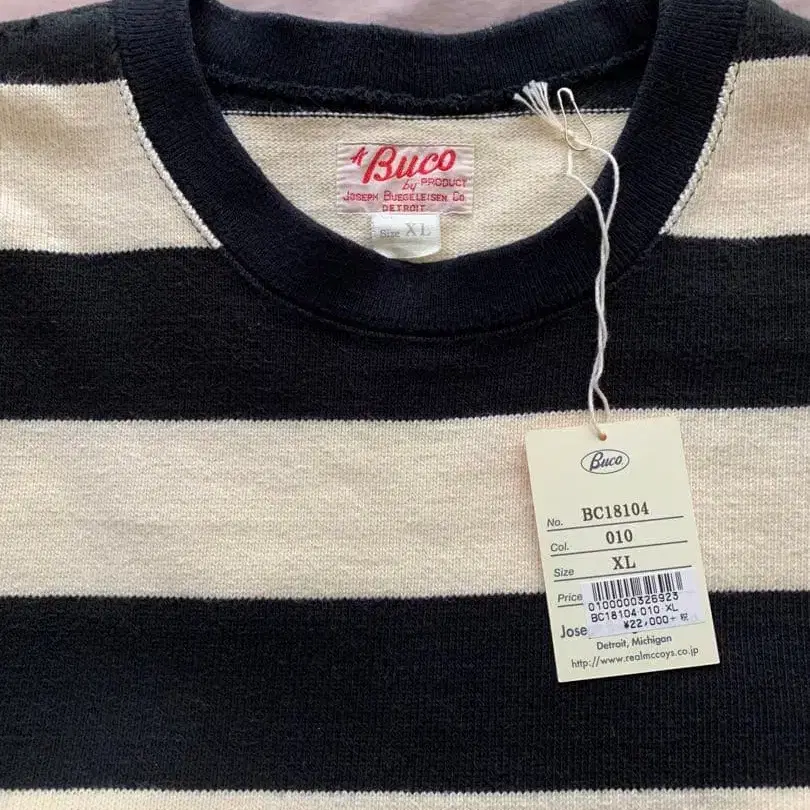 A Buco
by PRODUCT
JOSEPH BUEGELEISEN CO
DETROIT
Size XL
Buco
No. BC18104
Col. 010
Size XL
Price
0100000326923
BC18104 010 XL
¥22,000+税
Jose
Detroit, Michigan
http://www.realmccoys.co.jp